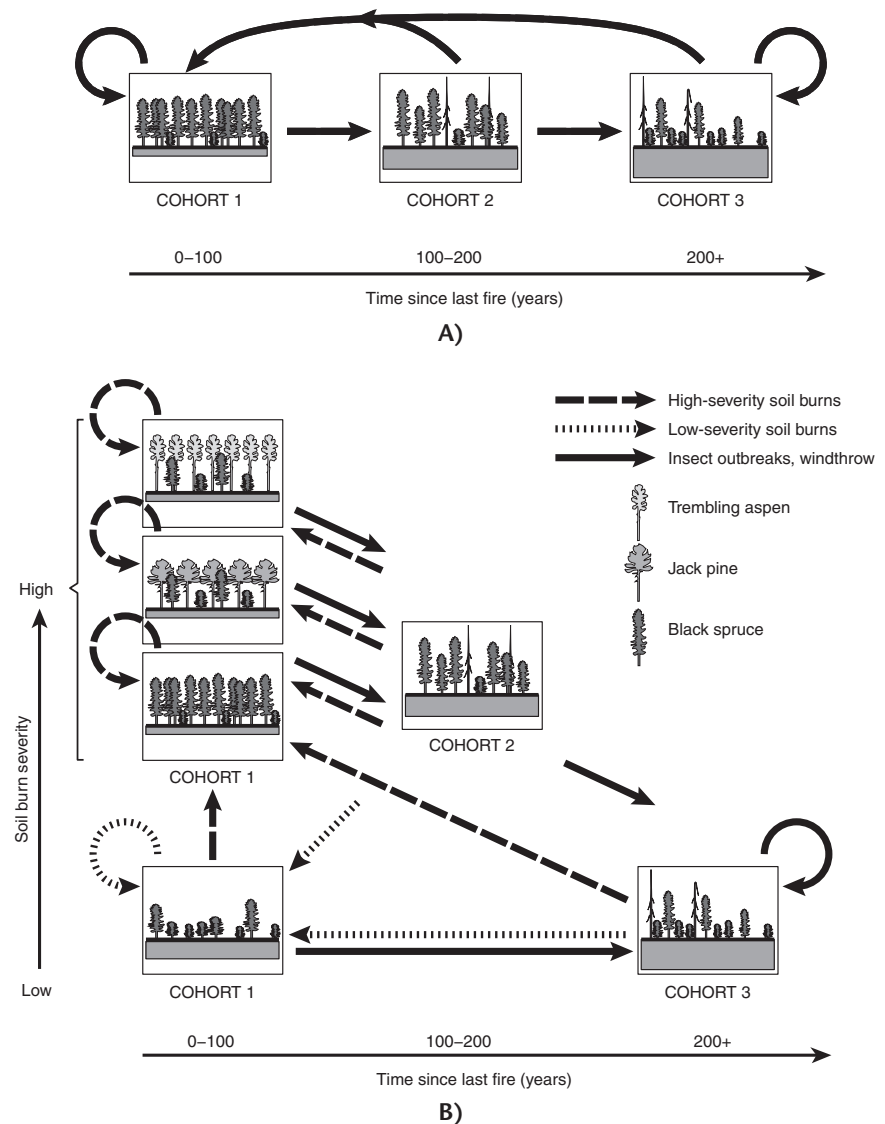 COHORT 1
COHORT 2
COHORT 3
0–100
100–200
200+
Time since last fire (years)
A)
High-severity soil burns
Low-severity soil burns
Insect outbreaks, windthrow
Trembling aspen
Jack pine
Black spruce
High
Soil burn severity
Low
COHORT 1
COHORT 2
COHORT 1
COHORT 3
0–100
100–200
200+
Time since last fire (years)
B)